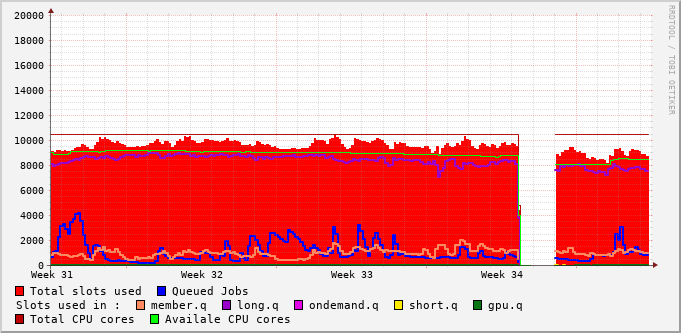 20000
18000
16000
14000
12000
10000
8000
6000
4000
2000
0
Week 31 Week 32 Week 33 Week 34
Total slots used Queued Jobs
Slots used in : member.q long.q ondemand.q short.q gpu.q
Total CPU cores Availale CPU cores
RRDTOOL / TOBI OETIKER